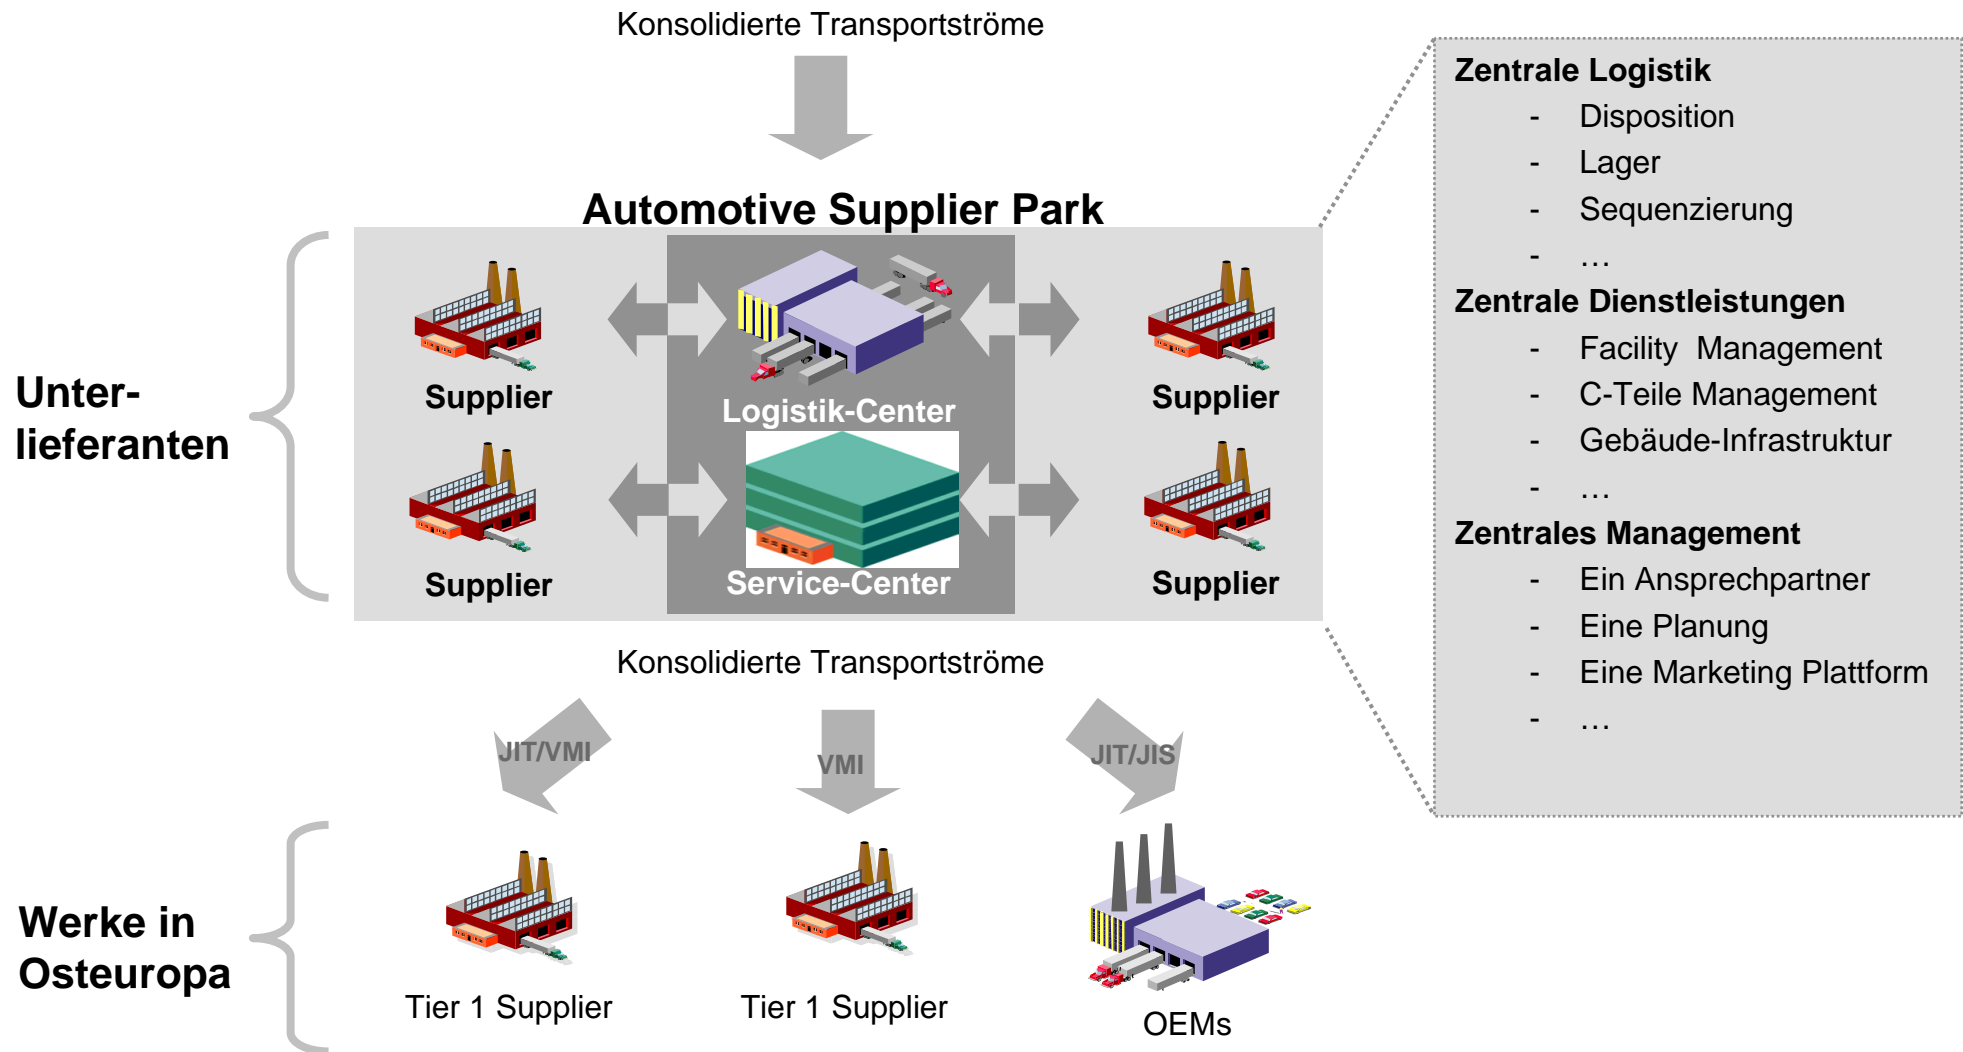 Konsolidierte Transportströme
Automotive Supplier Park
Unter-
lieferanten
Supplier
Logistik-Center
Supplier
Supplier
Service-Center
Supplier
Konsolidierte Transportströme
JIT/VMI
VMI
JIT/JIS
Werke in
Osteuropa
Tier 1 Supplier
Tier 1 Supplier
OEMs
Zentrale Logistik
- Disposition
- Lager
- Sequenzierung
- …
Zentrale Dienstleistungen
- Facility Management
- C-Teile Management
- Gebäude-Infrastruktur
- …
Zentrales Management
- Ein Ansprechpartner
- Eine Planung
- Eine Marketing Plattform
- …